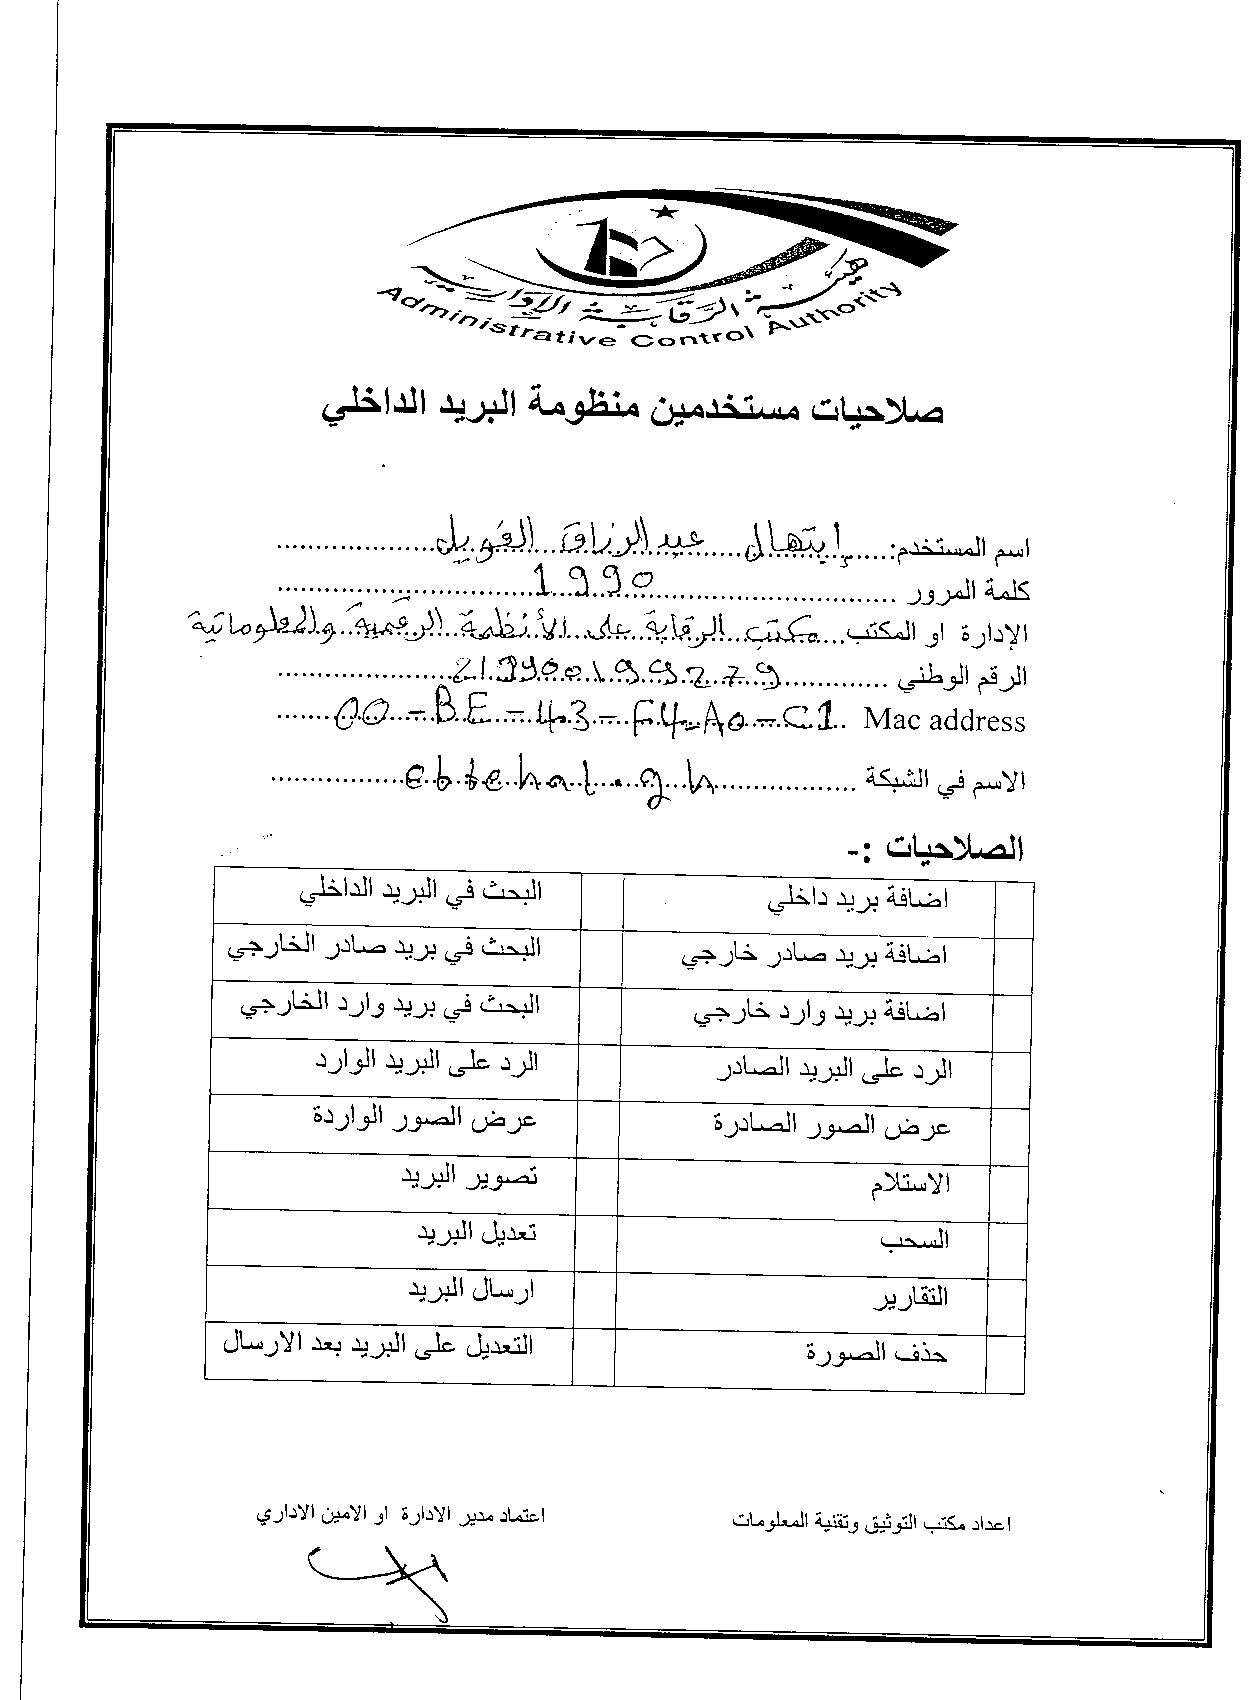 هيئة الرقابة الإدارية
Administrative Control Authority
صلاحيات مستخدمين منظومة البريد الداخلي
اسم المستخدم: إبتهال عبد الرزاق الغويل
كلمة المرور 1990
الإدارة او المكتب مكتب الرقابة على الأنظمة الرقمية والمعلوماتية
الرقم الوطني 219900199279
Mac address 00-BE-43-F4-A0-C1
الاسم في الشبكة ebtehal.gh
الصلاحيات :-
اضافة بريد داخلي البحث في البريد الداخلي
اضافة بريد صادر خارجي البحث في بريد صادر الخارجي
اضافة بريد وارد خارجي البحث في بريد وارد الخارجي
الرد على البريد الصادر الرد على البريد الوارد
عرض الصور الصادرة عرض الصور الواردة
الاستلام تصوير البريد
السحب تعديل البريد
التقارير ارسال البريد
حذف الصورة التعديل على البريد بعد الارسال
اعداد مكتب التوثيق وتقنية المعلومات اعتماد مدير الادارة او الامين الاداري